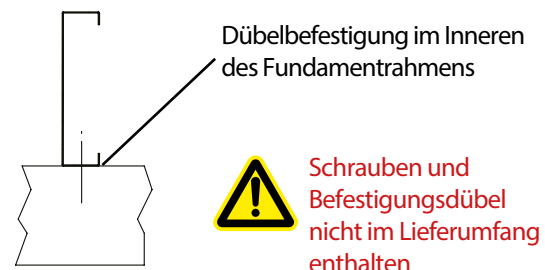 Dübelbefestigung im Inneren
des Fundamentrahmens
Schrauben und
Befestigungsdübel
nicht im Lieferumfang
enthalten